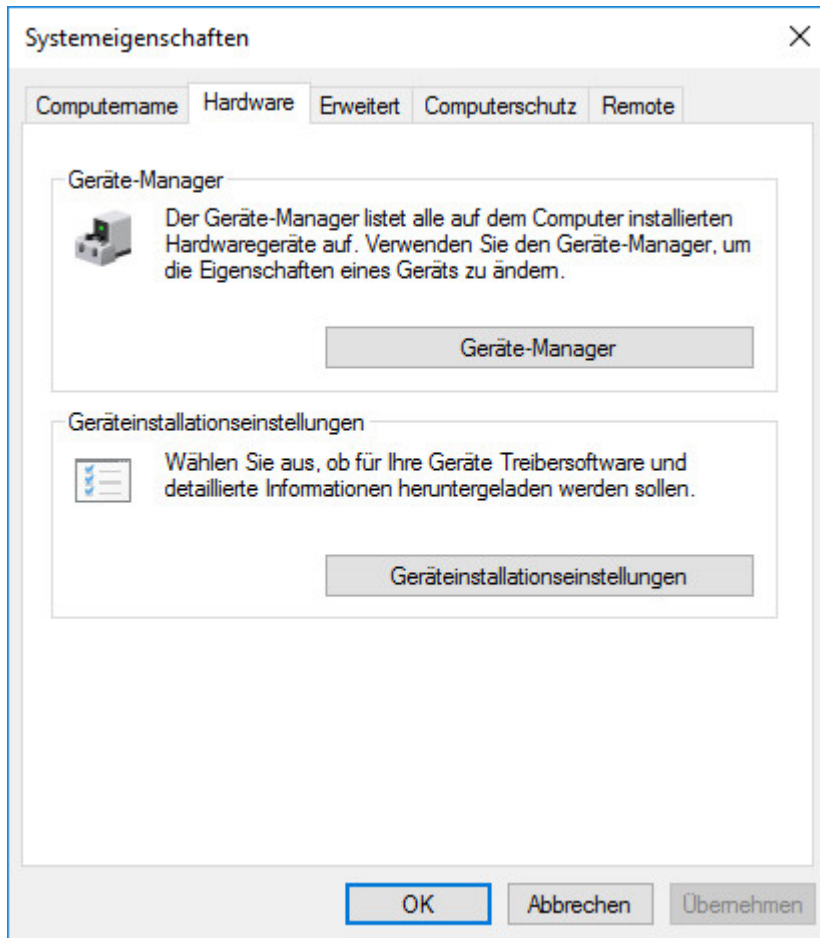 Systemeigenschaften
Computername Hardware Erweitert Computerschutz Remote
Geräte-Manager
Der Geräte-Manager listet alle auf dem Computer installierten
Hardwaregeräte auf. Verwenden Sie den Geräte-Manager, um
die Eigenschaften eines Geräts zu ändern.
Geräte-Manager
Geräteinstallationseinstellungen
Wählen Sie aus, ob für Ihre Geräte Treibersoftware und
detaillierte Informationen heruntergeladen werden sollen.
Geräteinstallationseinstellungen
OK Abbrechen Übernehmen